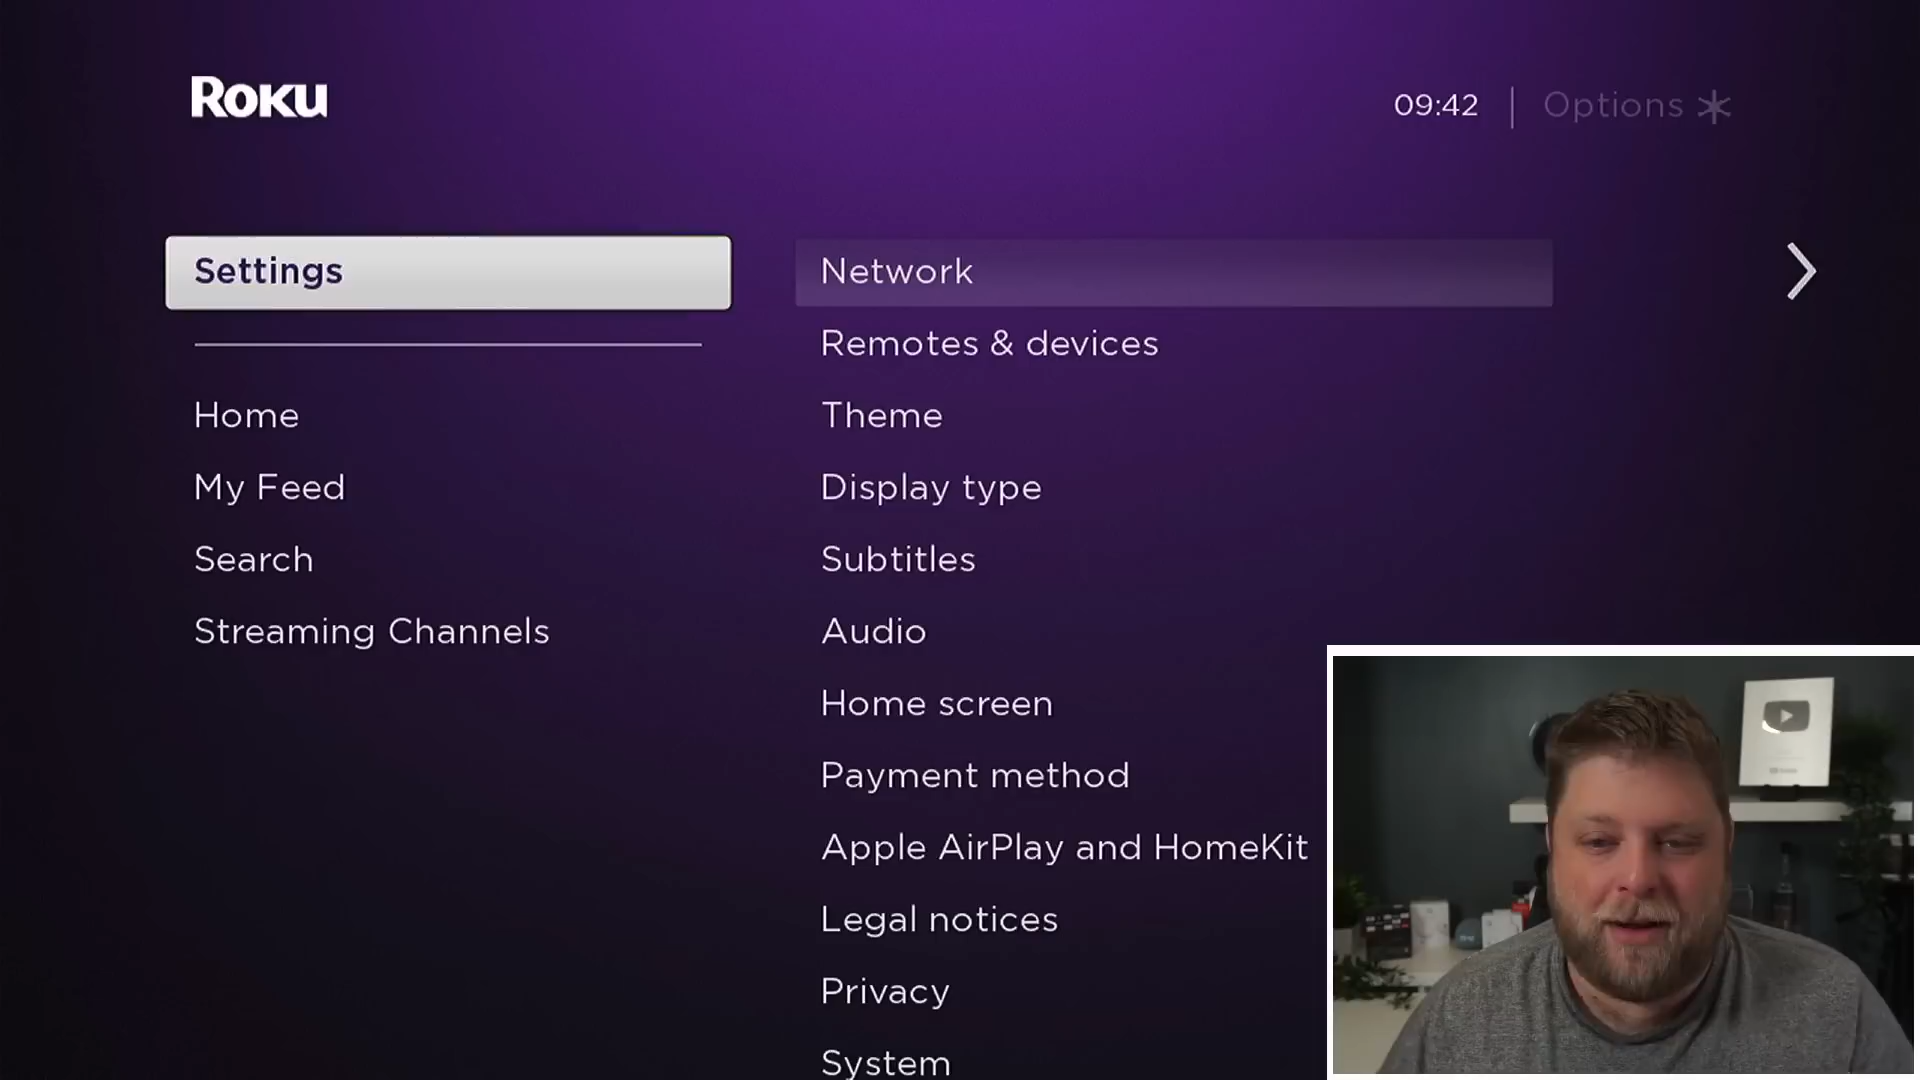 Roku
09:42
Options
Settings
Home
My Feed
Search
Streaming Channels
Network
Remotes & devices
Theme
Display type
Subtitles
Audio
Home screen
Payment method
Apple AirPlay and HomeKit
Legal notices
Privacy
System